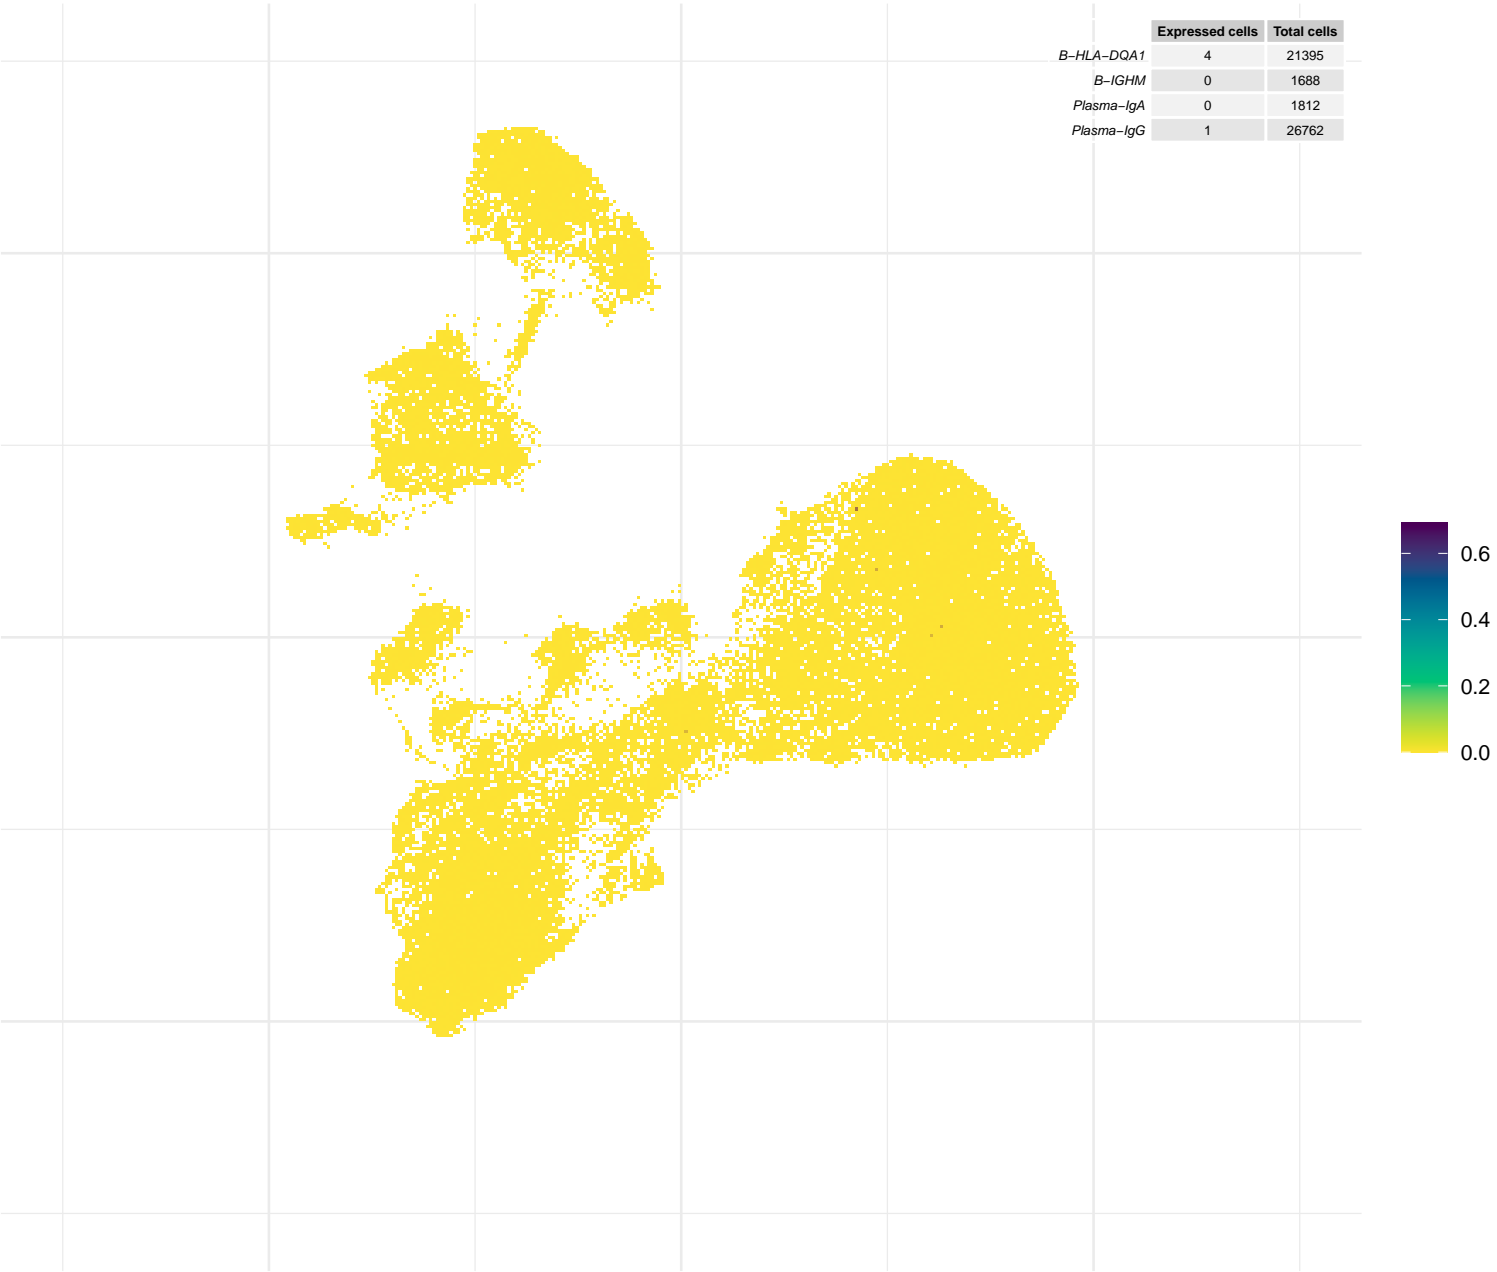 Expressed cells Total cells
B−HLA−DQA1 4 21395
B−IGHM 0 1688
Plasma−IgA 0 1812
Plasma−IgG 1 26762
0.6
0.4
0.2
0.0